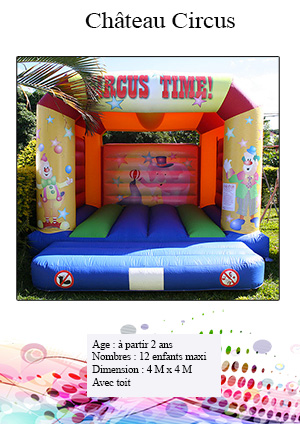 Château Circus
CIRCUS TIME!
Age : à partir 2 ans
Nombres : 12 enfants maxi
Dimension : 4 M x 4 M
Avec toit